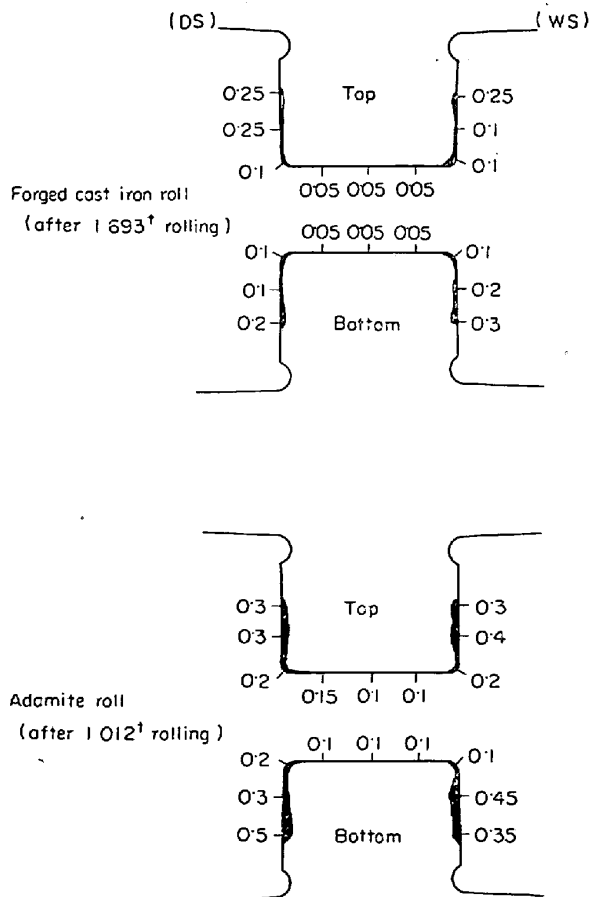 (DS) (WS)
0·25 Top 0·25
0·25 0·1
0·1 0·1
0·05 0·05 0·05
Forged cast iron roll
(after 1 693t rolling)
0·05 0·05 0·05
0·1 0·1
0·1 0·2
0·2 Bottom 0·3
0·3 Top 0·3
0·3 0·4
0·2 0·2
0·15 0·1 0·1
Adamite roll
(after 1 012t rolling)
0·1 0·1 0·1
0·2 0·1
0·3 0·45
0·5 Bottom 0·35